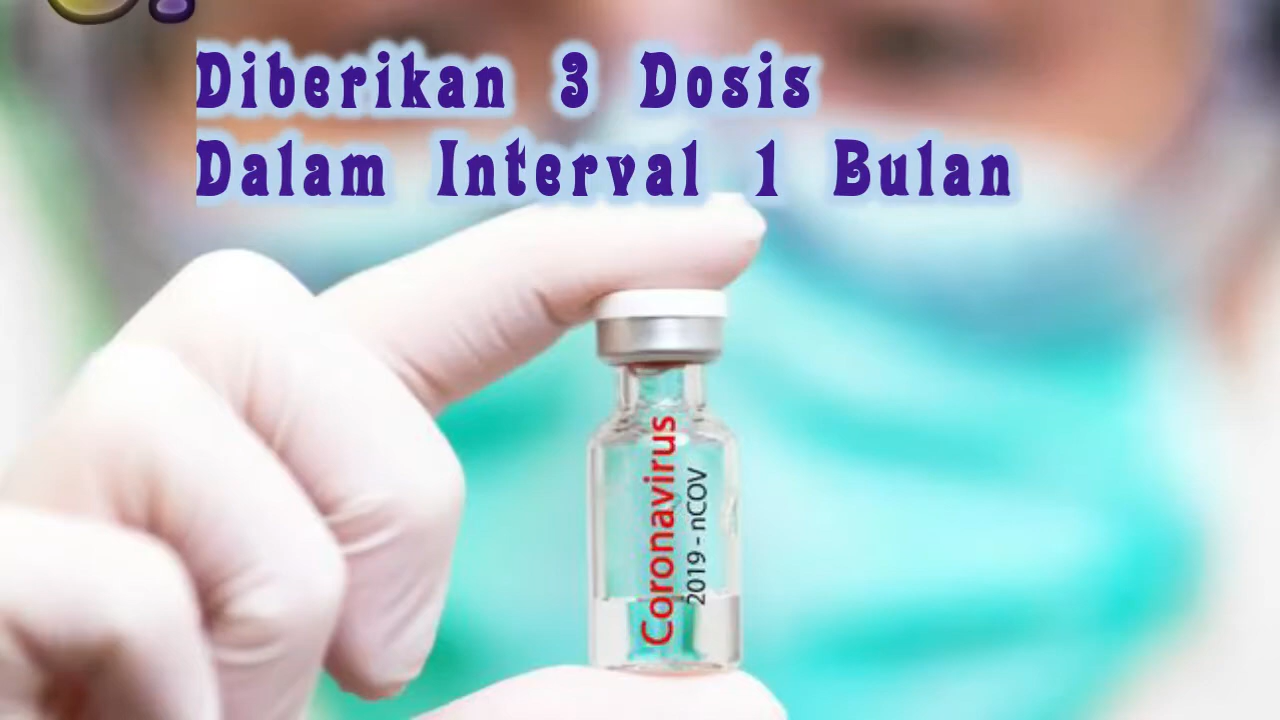 Diberikan 3 Dosis
Dalam Interval 1 Bulan
Coronavirus
2019 - nCOV